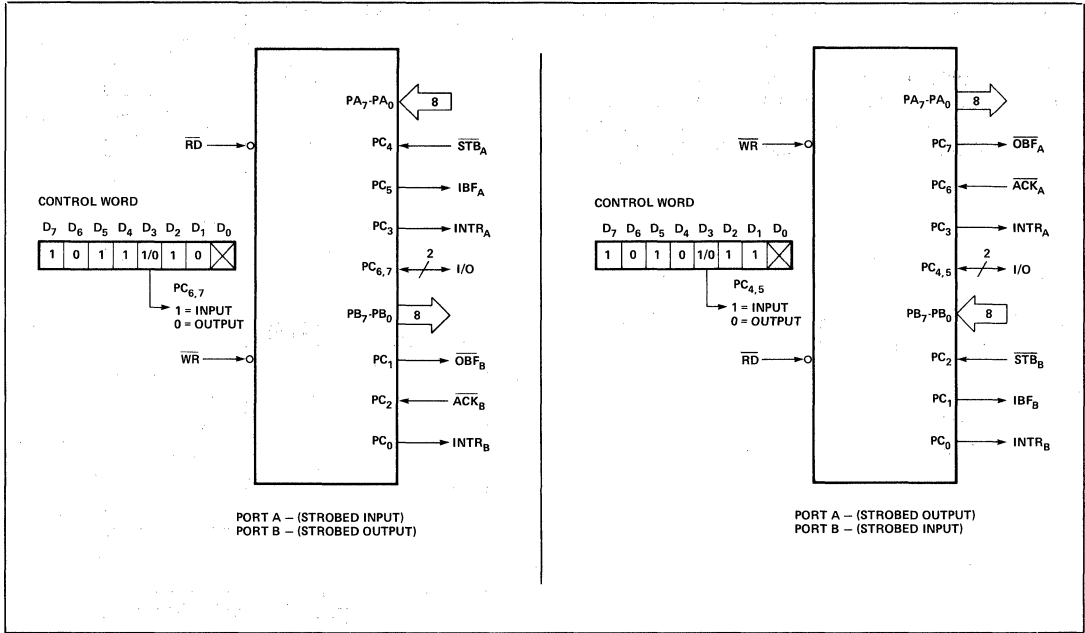 PA7-PA0
8
RD
PC4
STBA
PC5
IBFA
CONTROL WORD
PC3
INTRA
D7 D6 D5 D4 D3 D2 D1 D0
1 0 1 1 1/0 1 0
PC6,7
2
I/O
PC6,7
1 = INPUT
0 = OUTPUT
PB7-PB0
8
WR
PC1
OBFB
PC2
ACKB
PC0
INTRB
PORT A – (STROBED INPUT)
PORT B – (STROBED OUTPUT)
PA7-PA0
8
WR
PC7
OBFA
PC6
ACKA
CONTROL WORD
PC3
INTRA
D7 D6 D5 D4 D3 D2 D1 D0
1 0 1 0 1/0 1 1
PC4,5
2
I/O
PC4,5
1 = INPUT
0 = OUTPUT
PB7-PB0
8
RD
PC2
STBB
PC1
IBFB
PC0
INTRB
PORT A – (STROBED OUTPUT)
PORT B – (STROBED INPUT)